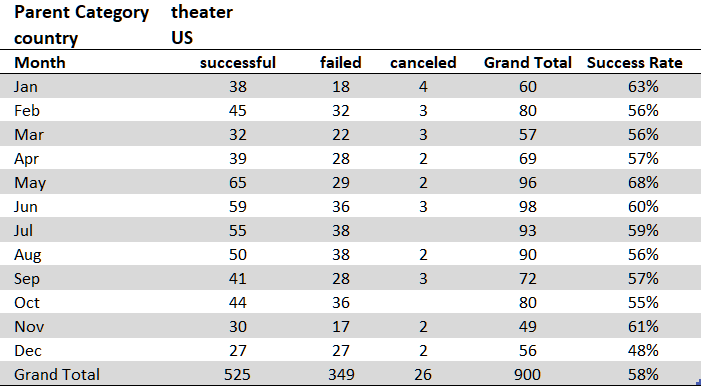 Parent Category theater
country US
Month successful failed canceled Grand Total Success Rate
Jan 38 18 4 60 63%
Feb 45 32 3 80 56%
Mar 32 22 3 57 56%
Apr 39 28 2 69 57%
May 65 29 2 96 68%
Jun 59 36 3 98 60%
Jul 55 38 93 59%
Aug 50 38 2 90 56%
Sep 41 28 3 72 57%
Oct 44 36 80 55%
Nov 30 17 2 49 61%
Dec 27 27 2 56 48%
Grand Total 525 349 26 900 58%